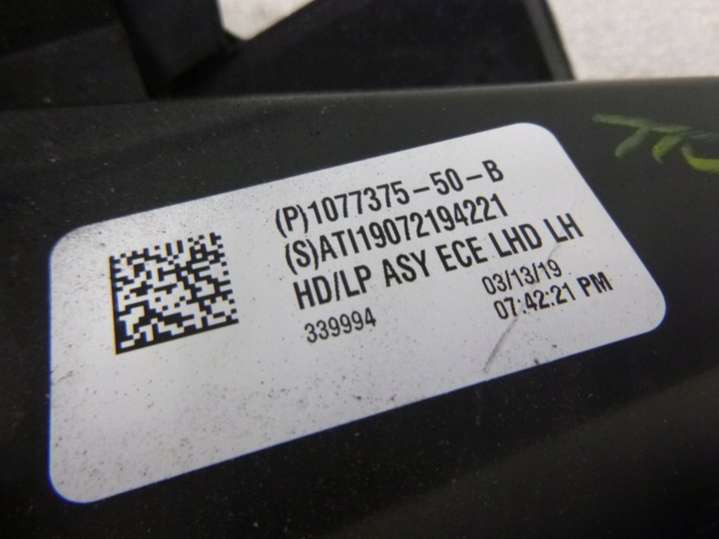 (P)1077375-50-B
(S)ATI19072194221
HD/LP ASY ECE LHD LH
339994
03/13/19
07:42:21 PM